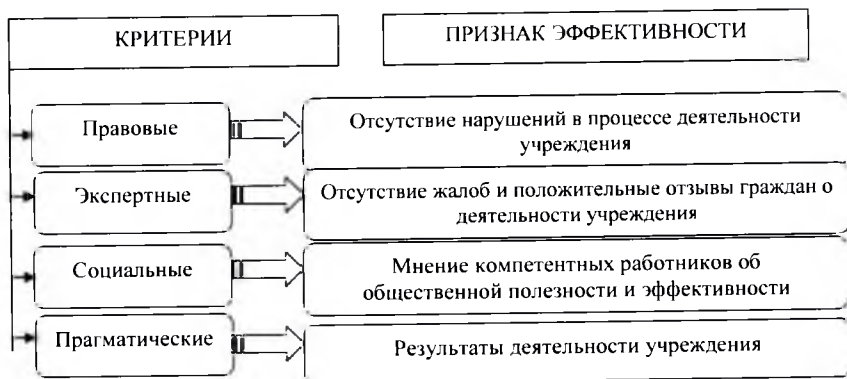 КРИТЕРИИ
ПРИЗНАК ЭФФЕКТИВНОСТИ
Правовые
Отсутствие нарушений в процессе деятельности
учреждения
Экспертные
Отсутствие жалоб и положительные отзывы граждан о
деятельности учреждения
Социальные
Мнение компетентных работников об
общественной полезности и эффективности
Прагматические
Результаты деятельности учреждения